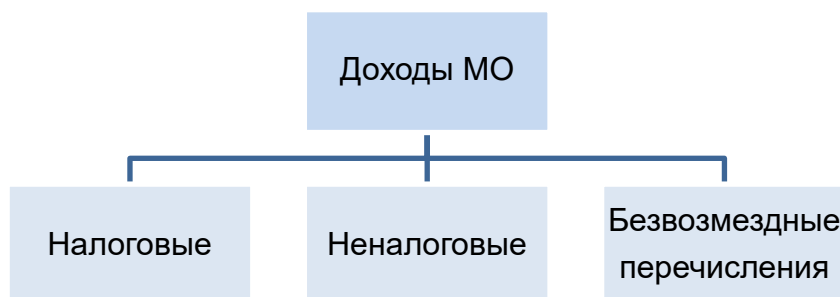 Доходы МО
Налоговые
Неналоговые
Безвозмездные
перечисления